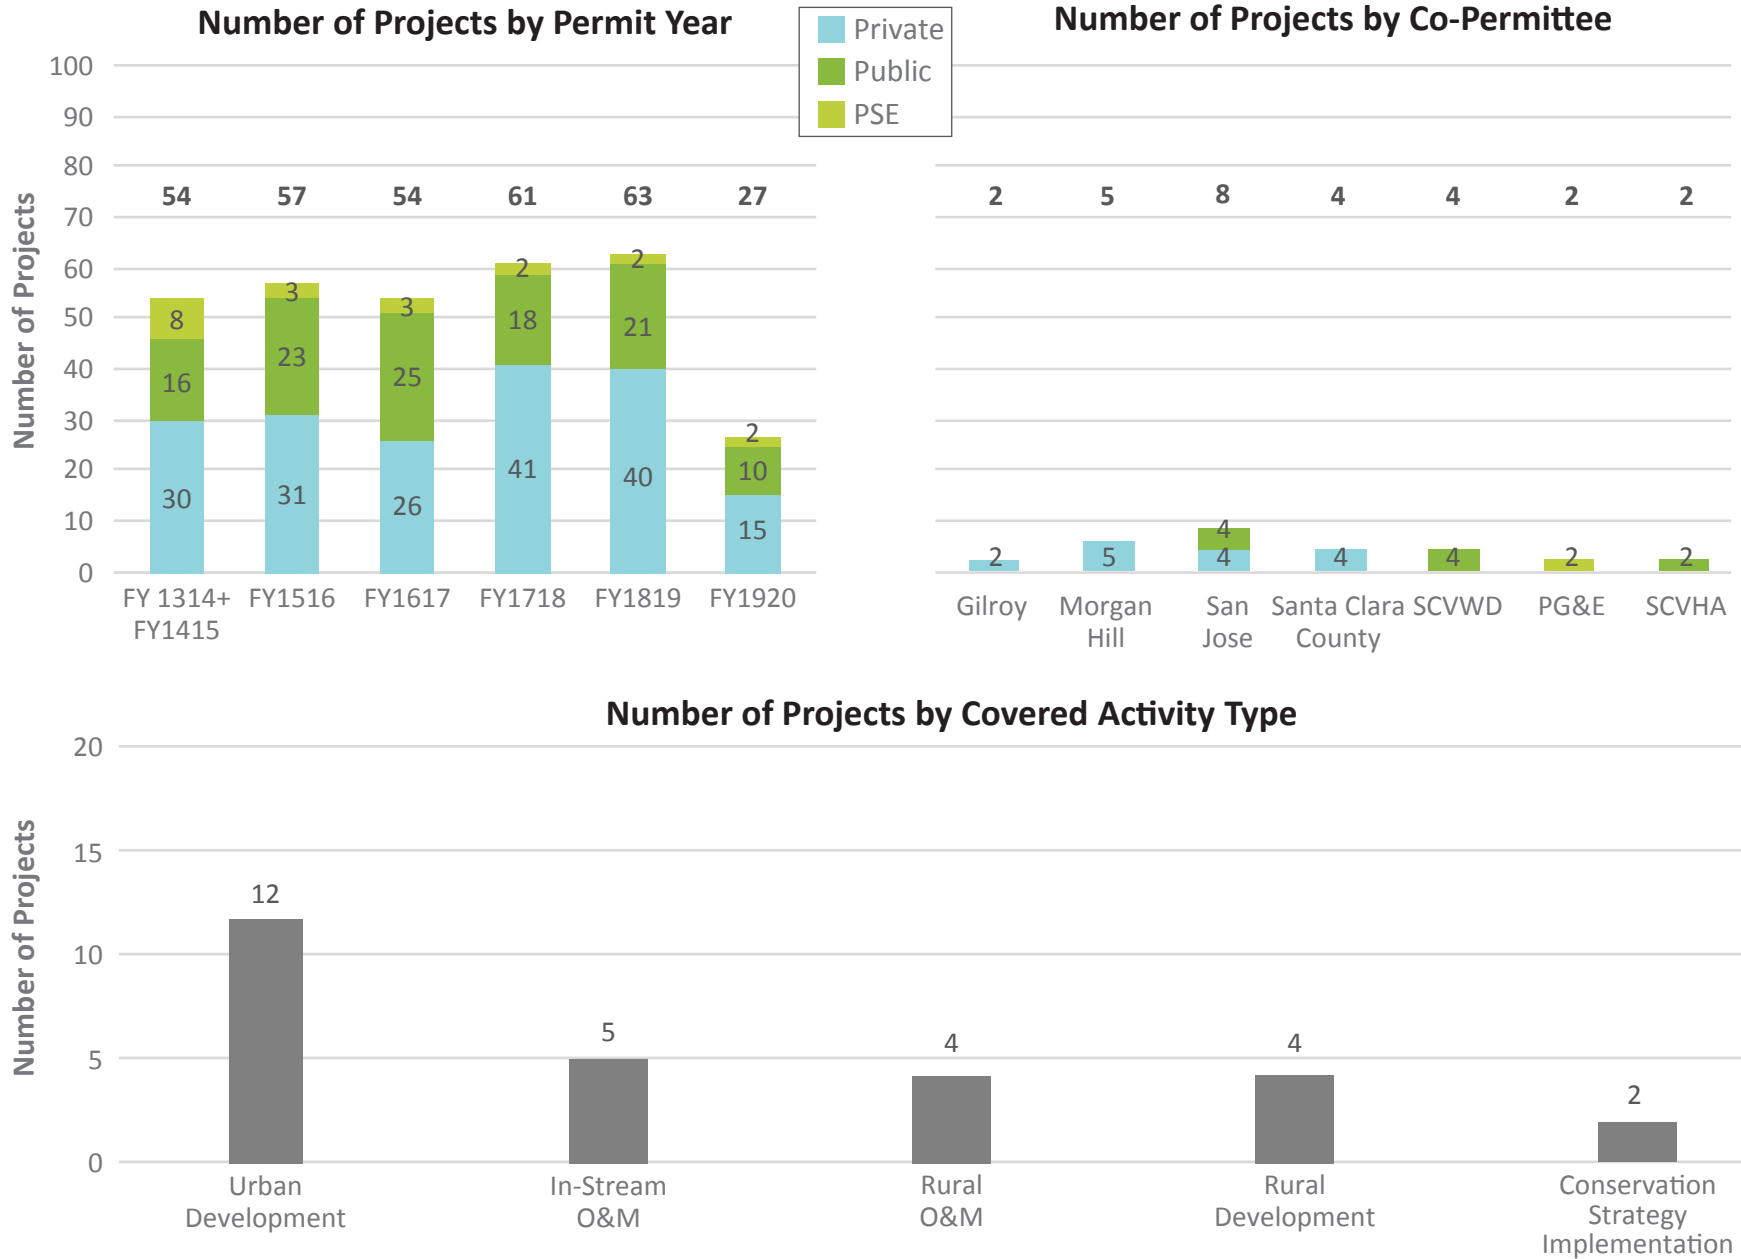 Number of Projects by Permit Year
Private
Public
PSE
Number of Projects
100
90
80
70
60
50
40
30
20
10
0
54
57
54
61
63
27
8
16
30
3
23
31
3
25
26
2
18
41
2
21
40
2
10
15
FY 1314+
FY1415
FY1516
FY1617
FY1718
FY1819
FY1920
Number of Projects by Co-Permittee
2
5
8
4
4
2
2
2
5
4
4
4
4
2
2
Gilroy
Morgan
Hill
San
Jose
Santa Clara
County
SCVWD
PG&E
SCVHA
Number of Projects by Covered Activity Type
Number of Projects
20
15
10
5
0
12
5
4
4
2
Urban
Development
In-Stream
O&M
Rural
O&M
Rural
Development
Conservation
Strategy
Implementation